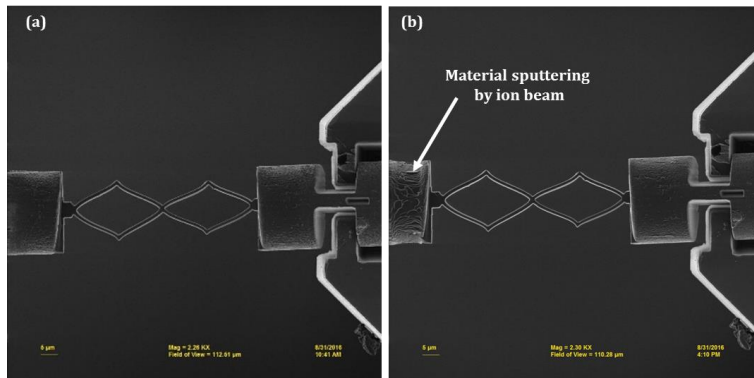 (a)
6 µm
Mag = 2.26 KX
Field of View = 112.61 µm
8/31/2016
10:41 AM
(b)
Material sputtering
by ion beam
5 µm
Mag = 2.30 KX
Field of View = 110.28 µm
8/31/2016
4:10 PM